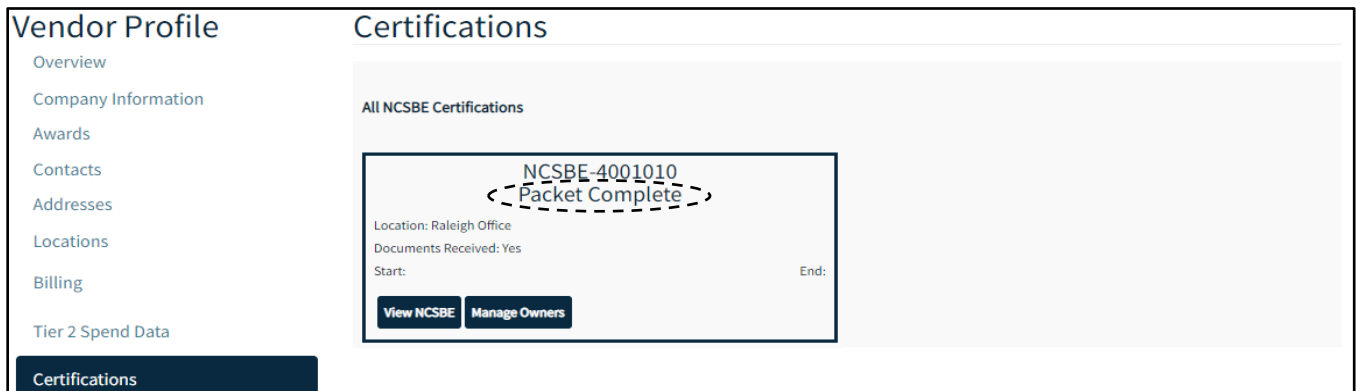 Vendor Profile
Overview
Company Information
Awards
Contacts
Addresses
Locations
Billing
Tier 2 Spend Data
Certifications
Certifications
All NCSBE Certifications
NCSBE-4001010
Packet Complete
Location: Raleigh Office
Documents Received: Yes
Start: End:
View NCSBE Manage Owners